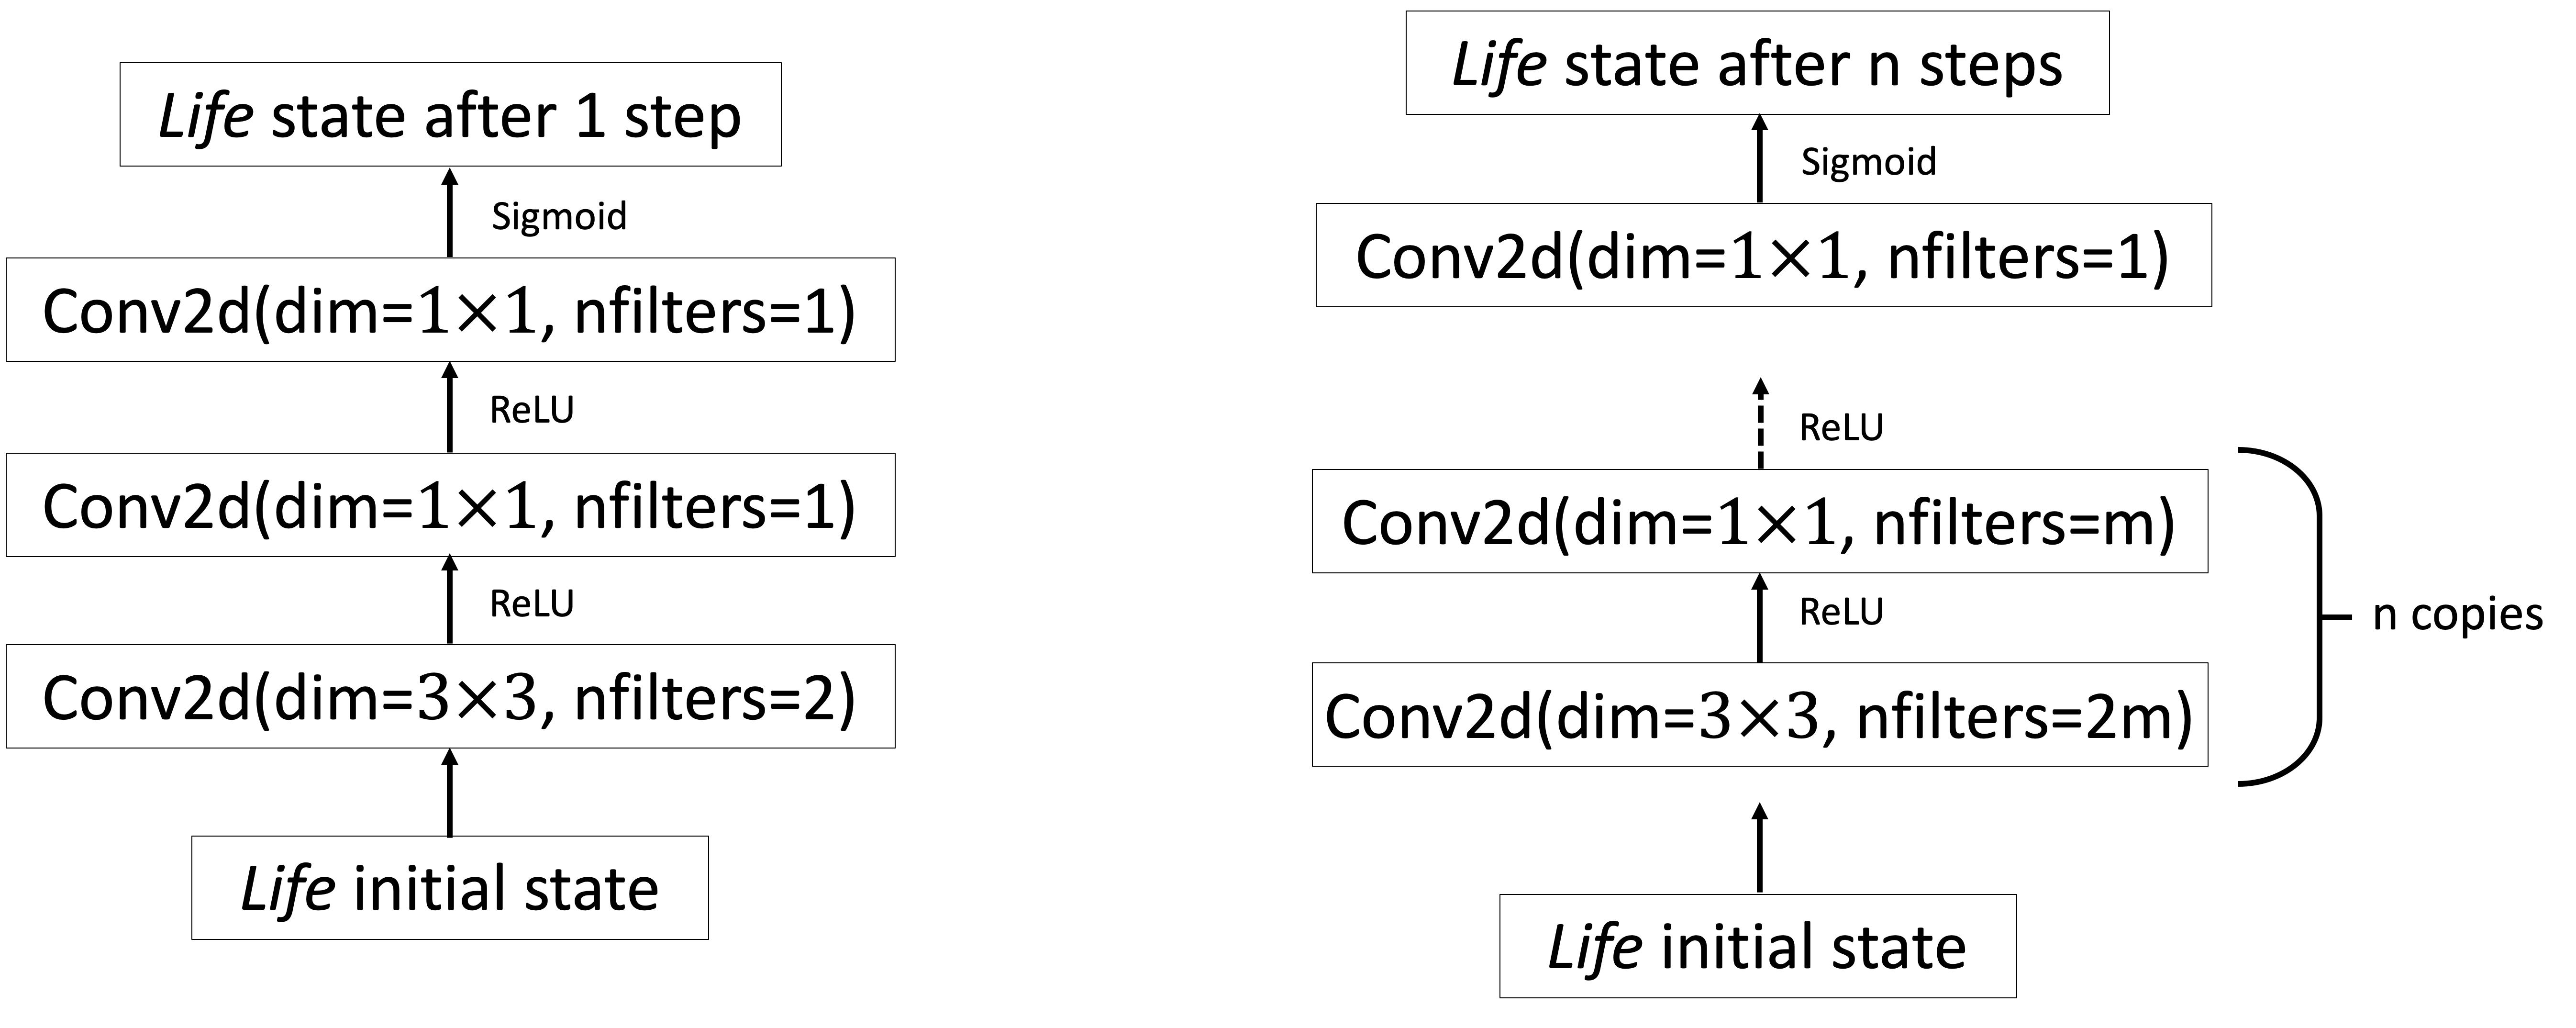 Life state after 1 step
Sigmoid
Conv2d(dim=1×1, nfilters=1)
ReLU
Conv2d(dim=1×1, nfilters=1)
ReLU
Conv2d(dim=3×3, nfilters=2)
Life initial state
Life state after n steps
Sigmoid
Conv2d(dim=1×1, nfilters=1)
ReLU
Conv2d(dim=1×1, nfilters=m)
ReLU
Conv2d(dim=3×3, nfilters=2m)
n copies
Life initial state